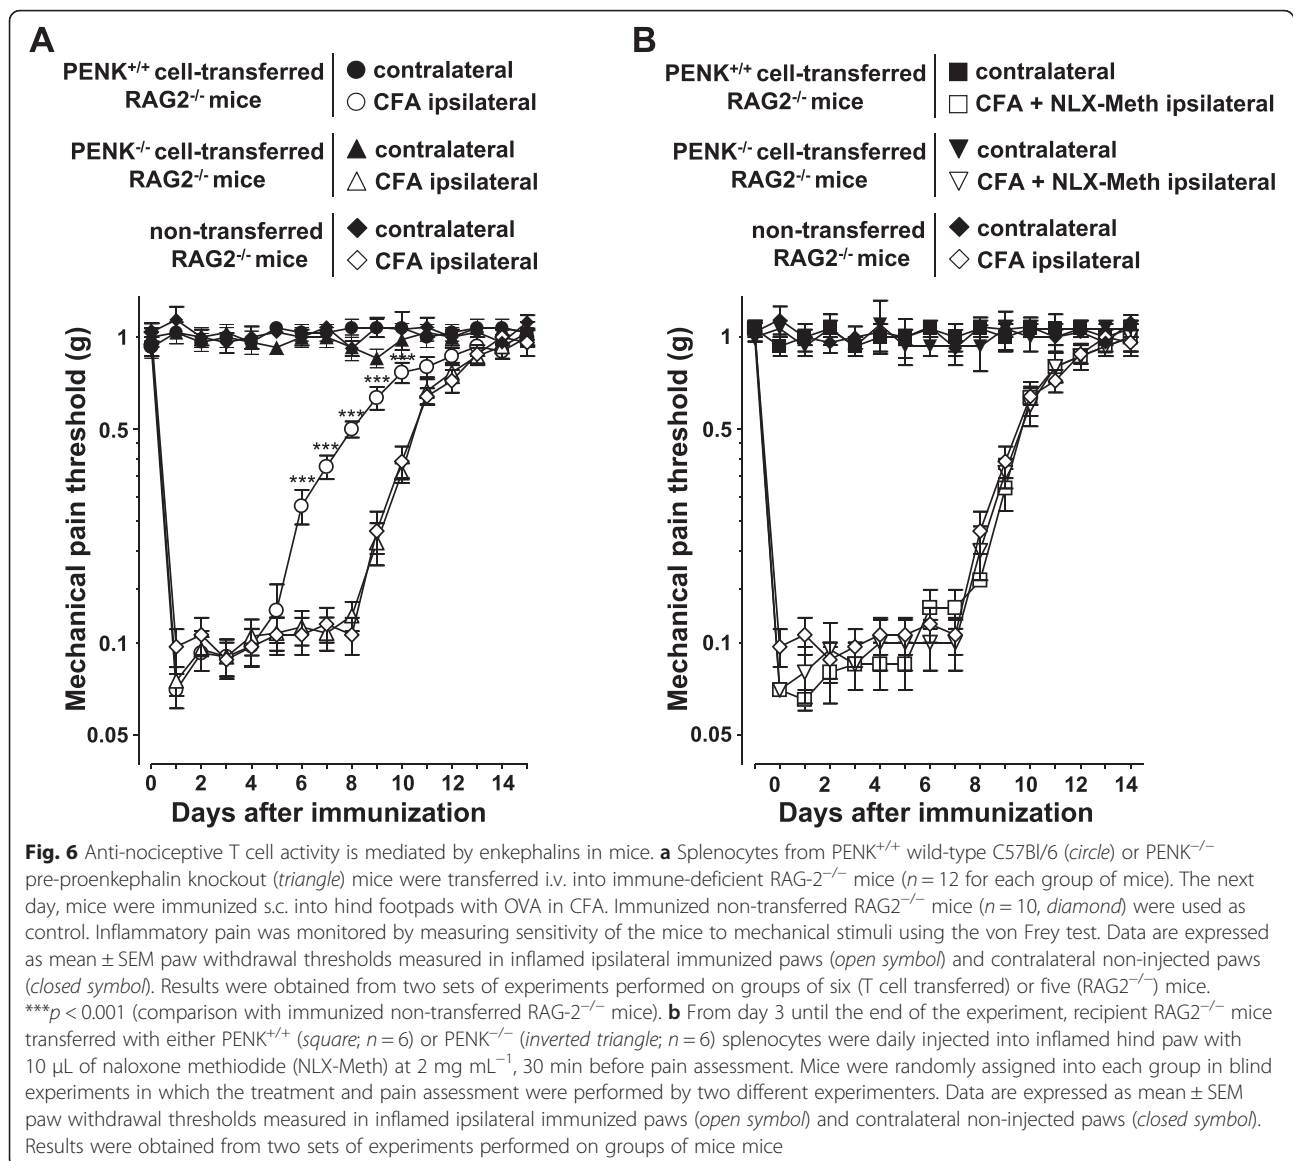 A
PENK+/+ cell-transferred
RAG2-/- mice
contralateral
CFA ipsilateral
PENK-/- cell-transferred
RAG2-/- mice
contralateral
CFA ipsilateral
non-transferred
RAG2-/- mice
contralateral
CFA ipsilateral
Mechanical pain threshold (g)
1
0.5
0.1
0.05
***
***
***
***
***
0 2 4 6 8 10 12 14
Days after immunization
B
PENK+/+ cell-transferred
RAG2-/- mice
contralateral
CFA + NLX-Meth ipsilateral
PENK-/- cell-transferred
RAG2-/- mice
contralateral
CFA + NLX-Meth ipsilateral
non-transferred
RAG2-/- mice
contralateral
CFA ipsilateral
Mechanical pain threshold (g)
1
0.5
0.1
0.05
0 2 4 6 8 10 12 14
Days after immunization
Fig. 6 Anti-nociceptive T cell activity is mediated by enkephalins in mice. a Splenocytes from PENK+/+ wild-type C57Bl/6 (circle) or PENK−/−
pre-proenkephalin knockout (triangle) mice were transferred i.v. into immune-deficient RAG-2−/− mice (n = 12 for each group of mice). The next
day, mice were immunized s.c. into hind footpads with OVA in CFA. Immunized non-transferred RAG2−/− mice (n = 10, diamond) were used as
control. Inflammatory pain was monitored by measuring sensitivity of the mice to mechanical stimuli using the von Frey test. Data are expressed
as mean ± SEM paw withdrawal thresholds measured in inflamed ipsilateral immunized paws (open symbol) and contralateral non-injected paws
(closed symbol). Results were obtained from two sets of experiments performed on groups of six (T cell transferred) or five (RAG2−/−) mice.
***p < 0.001 (comparison with immunized non-transferred RAG-2−/− mice). b From day 3 until the end of the experiment, recipient RAG2−/− mice
transferred with either PENK+/+ (square; n = 6) or PENK−/− (inverted triangle; n = 6) splenocytes were daily injected into inflamed hind paw with
10 μL of naloxone methiodide (NLX-Meth) at 2 mg mL−1, 30 min before pain assessment. Mice were randomly assigned into each group in blind
experiments in which the treatment and pain assessment were performed by two different experimenters. Data are expressed as mean ± SEM
paw withdrawal thresholds measured in inflamed ipsilateral immunized paws (open symbol) and contralateral non-injected paws (closed symbol).
Results were obtained from two sets of experiments performed on groups of mice mice